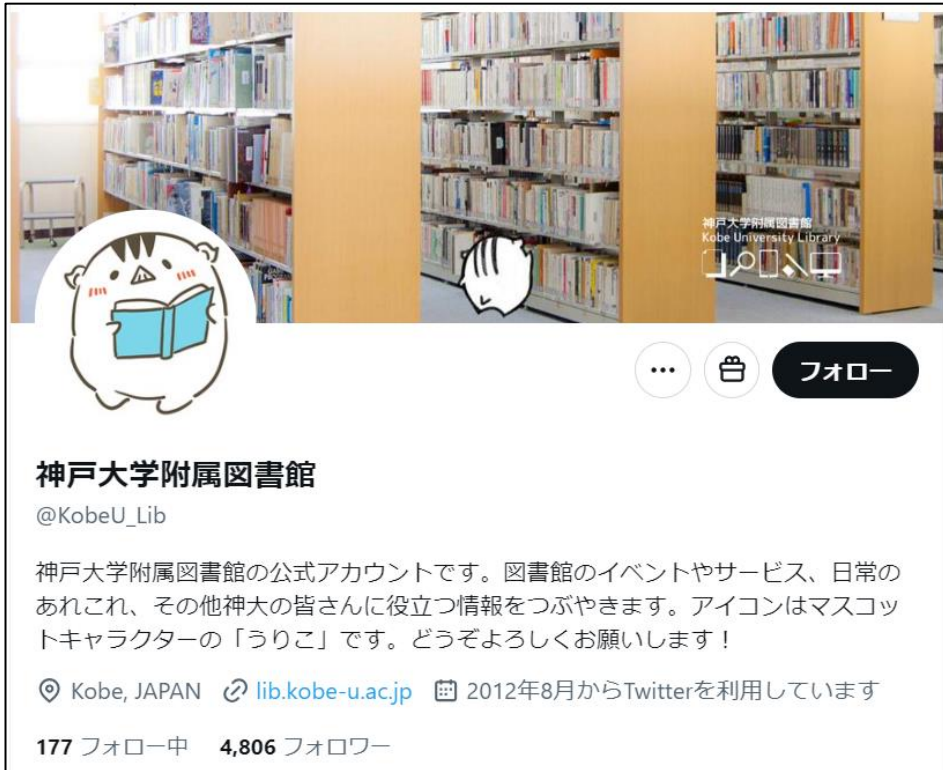 神戸大学附属図書館
Kobe University Library
フォロー
神戸大学附属図書館
@KobeU_Lib
神戸大学附属図書館の公式アカウントです。図書館のイベントやサービス、日常の
あれこれ、その他神大の皆さんに役立つ情報をつぶやきます。アイコンはマスコッ
トキャラクターの「うりこ」です。どうぞよろしくお願いします！
Kobe, JAPAN lib.kobe-u.ac.jp 2012年8月からTwitterを利用しています
177 フォロー中 4,806 フォロワー